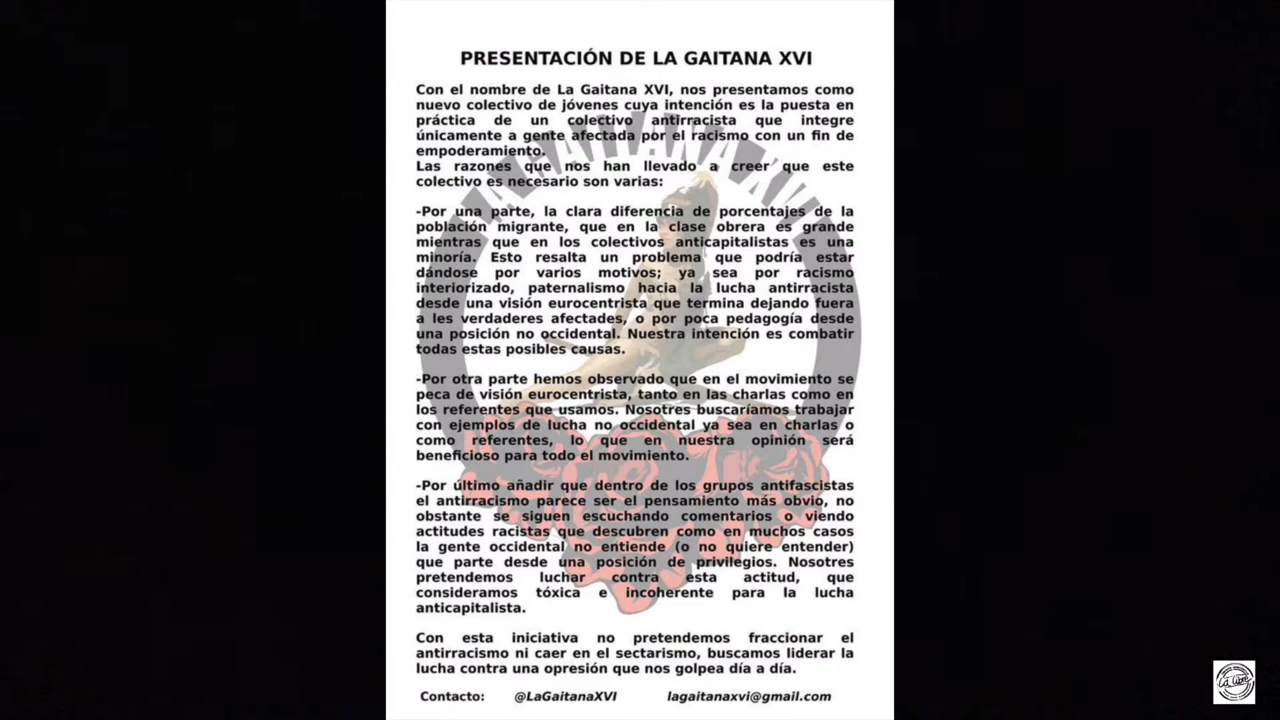 PRESENTACIÓN DE LA GAITANA XVI
Con el nombre de La Gaitana XVI, nos presentamos como
nuevo colectivo de jóvenes cuya intención es la puesta en
práctica de un colectivo antirracista que integre
únicamente a gente afectada por el racismo con un fin de
empoderamiento.
Las razones que nos han llevado a creer que este
colectivo es necesario son varias:
-Por una parte, la clara diferencia de porcentajes de la
población migrante, que en la clase obrera es grande
mientras que en los colectivos anticapitalistas es una
minoría. Esto resalta un problema que podría estar
dándose por varios motivos; ya sea por racismo
interiorizado, paternalismo hacia la lucha antirracista
desde una visión eurocentrista que termina dejando fuera
a les verdaderes afectades, o por poca pedagogía desde
una posición no occidental. Nuestra intención es combatir
todas estas posibles causas.
-Por otra parte hemos observado que en el movimiento se
peca de visión eurocentrista, tanto en las charlas como en
los referentes que usamos. Nosotres buscaríamos trabajar
con ejemplos de lucha no occidental ya sea en charlas o
como referentes, lo que en nuestra opinión será
beneficioso para todo el movimiento.
-Por último añadir que dentro de los grupos antifascistas
el antirracismo parece ser el pensamiento más obvio, no
obstante se siguen escuchando comentarios o viendo
actitudes racistas que descubren como en muchos casos
la gente occidental no entiende (o no quiere entender)
que parte desde una posición de privilegios. Nosotres
pretendemos luchar contra esta actitud, que
consideramos tóxica e incoherente para la lucha
anticapitalista.
Con esta iniciativa no pretendemos fraccionar el
antirracismo ni caer en el sectarismo, buscamos liderar la
lucha contra una opresión que nos golpea día a día.
Contacto: @LaGaitanaXVI lagaitanaxvi@gmail.com
LA GAITANA XVI